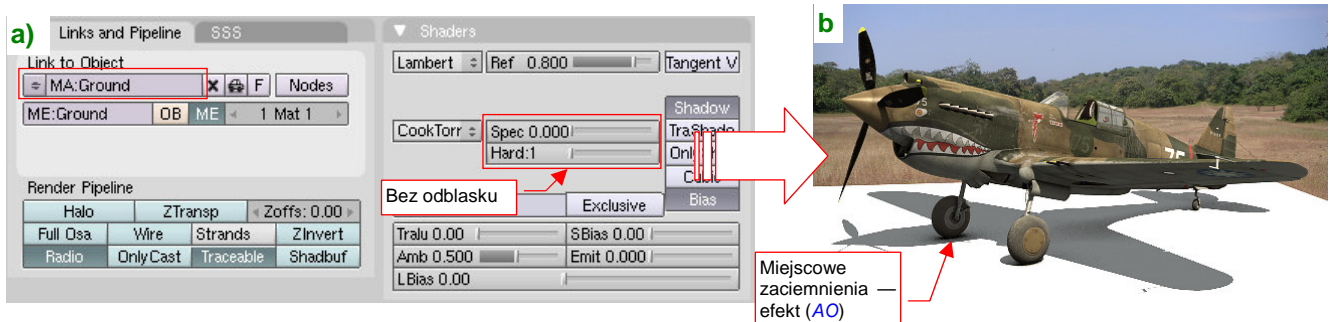 a)
Links and Pipeline SSS
Link to Object
MA:Ground F Nodes
ME:Ground OB ME 1 Mat 1
Render Pipeline
Halo ZTransp Zoffs: 0.00
Full Osa Wire Strands ZInvert
Radio OnlyCast Traceable Shadbuf
Shaders
Lambert Ref 0.800 Tangent V
Shadow
CookTorr Spec 0.000 TraShado
Hard:1
Bez odblasku
Exclusive Bias
Tralu 0.00 SBias 0.00
Amb 0.500 Emit 0.000
LBias 0.00
b
75
Miejscowe
zaciemnienia —
efekt (AO)